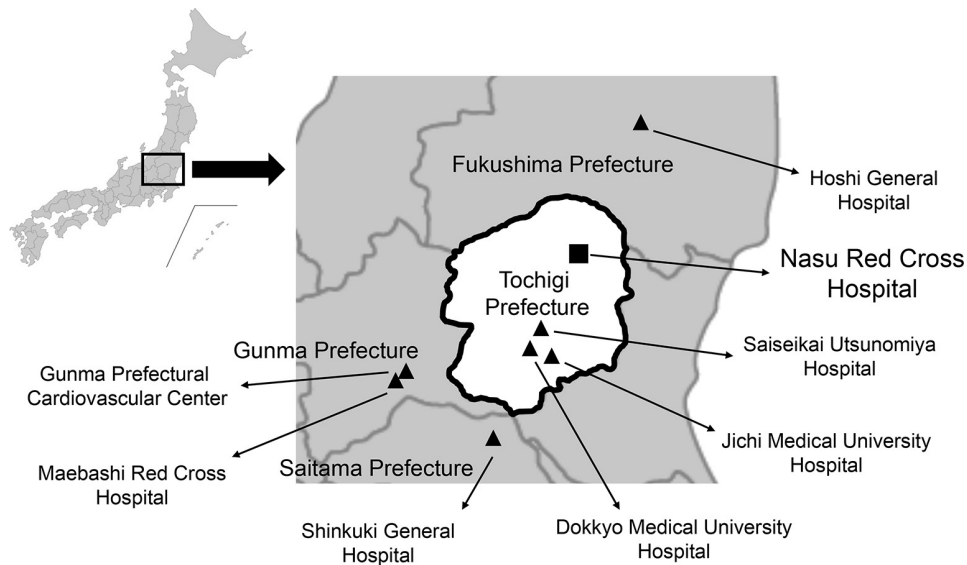 Fukushima Prefecture
Hoshi General
Hospital
Nasu Red Cross
Hospital
Tochigi
Prefecture
Saiseikai Utsunomiya
Hospital
Gunma Prefecture
Gunma Prefectural
Cardiovascular Center
Jichi Medical University
Hospital
Maebashi Red Cross
Hospital
Saitama Prefecture
Shinkuki General
Hospital
Dokkyo Medical University
Hospital